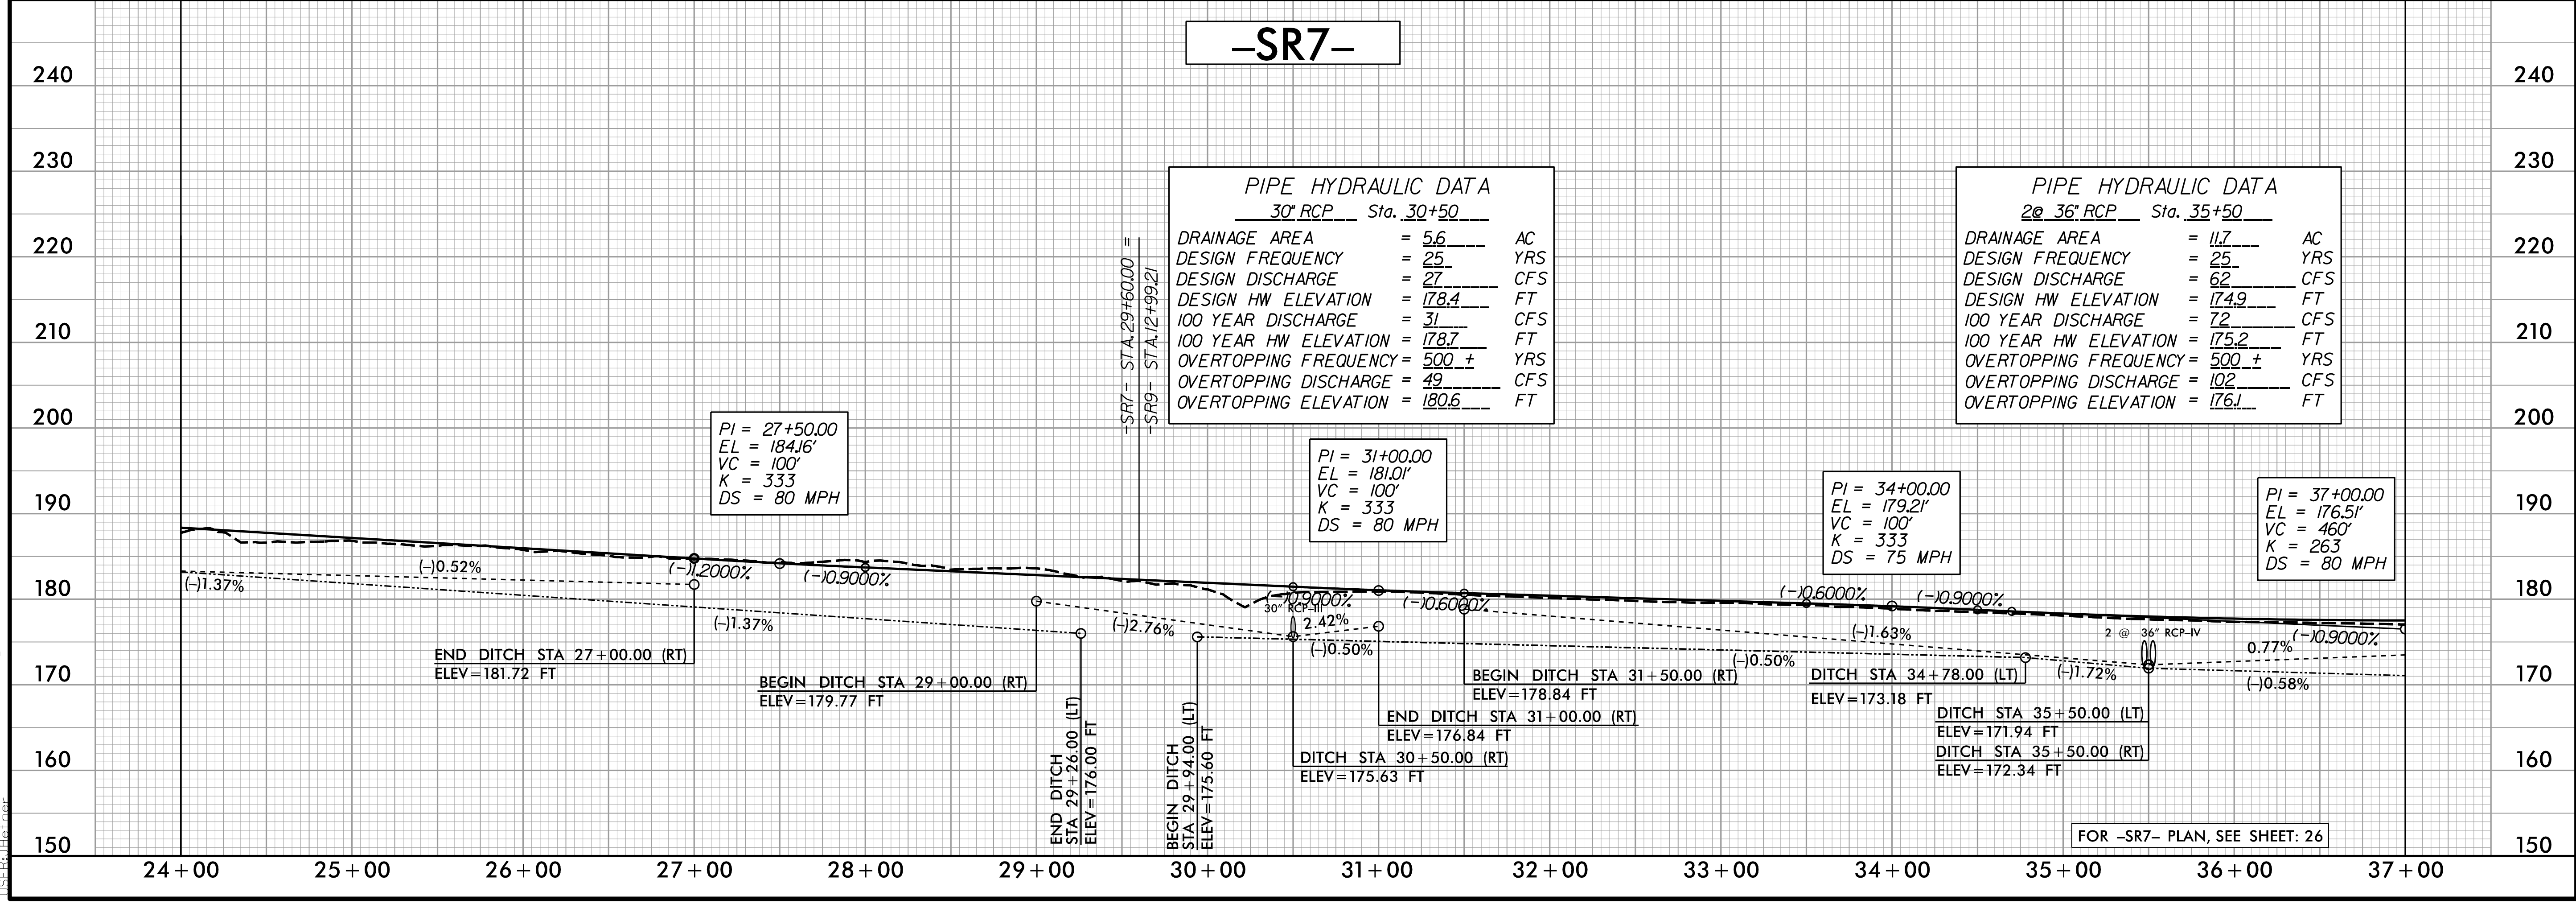 –SR7–
240 240
230 230
220 220
210 210
200 200
190 190
180 180
170 170
160 160
150 150
-SR7- STA.29+60.00 =
-SR9- STA.12+99.21
PIPE HYDRAULIC DATA
30" RCP Sta. 30+50
DRAINAGE AREA = 5.6 AC
DESIGN FREQUENCY = 25 YRS
DESIGN DISCHARGE = 27 CFS
DESIGN HW ELEVATION = 178.4 FT
100 YEAR DISCHARGE = 31 CFS
100 YEAR HW ELEVATION = 178.7 FT
OVERTOPPING FREQUENCY = 500 ± YRS
OVERTOPPING DISCHARGE = 49 CFS
OVERTOPPING ELEVATION = 180.6 FT
PIPE HYDRAULIC DATA
2@ 36" RCP Sta. 35+50
DRAINAGE AREA = 11.7 AC
DESIGN FREQUENCY = 25 YRS
DESIGN DISCHARGE = 62 CFS
DESIGN HW ELEVATION = 174.9 FT
100 YEAR DISCHARGE = 72 CFS
100 YEAR HW ELEVATION = 175.2 FT
OVERTOPPING FREQUENCY = 500 ± YRS
OVERTOPPING DISCHARGE = 102 CFS
OVERTOPPING ELEVATION = 176.1 FT
PI = 27+50.00
EL = 184.16'
VC = 100'
K = 333
DS = 80 MPH
PI = 31+00.00
EL = 181.01'
VC = 100'
K = 333
DS = 80 MPH
PI = 34+00.00
EL = 179.21'
VC = 100'
K = 333
DS = 75 MPH
PI = 37+00.00
EL = 176.51'
VC = 460'
K = 263
DS = 80 MPH
(–)1.37%
(–)0.52%
(-)1.2000%
(-)0.9000%
(–)1.37%
(–)2.76%
(-)0.9000%
30" RCP–III
2.42%
(–)0.50%
(-)0.6000%
(-)0.6000%
(-)0.9000%
(–)1.63%
(–)0.50%
2 @ 36" RCP–IV
(–)1.72%
0.77%
(-)0.9000%
(–)0.58%
END DITCH STA 27+00.00 (RT)
ELEV=181.72 FT
BEGIN DITCH STA 29+00.00 (RT)
ELEV=179.77 FT
END DITCH
STA 29+26.00 (LT)
ELEV=176.00 FT
BEGIN DITCH
STA 29+94.00 (LT)
ELEV=175.60 FT
BEGIN DITCH STA 31+50.00 (RT)
ELEV=178.84 FT
END DITCH STA 31+00.00 (RT)
ELEV=176.84 FT
DITCH STA 30+50.00 (RT)
ELEV=175.63 FT
DITCH STA 34+78.00 (LT)
ELEV=173.18 FT
DITCH STA 35+50.00 (LT)
ELEV=171.94 FT
DITCH STA 35+50.00 (RT)
ELEV=172.34 FT
FOR –SR7– PLAN, SEE SHEET: 26
24+00 25+00 26+00 27+00 28+00 29+00 30+00 31+00 32+00 33+00 34+00 35+00 36+00 37+00